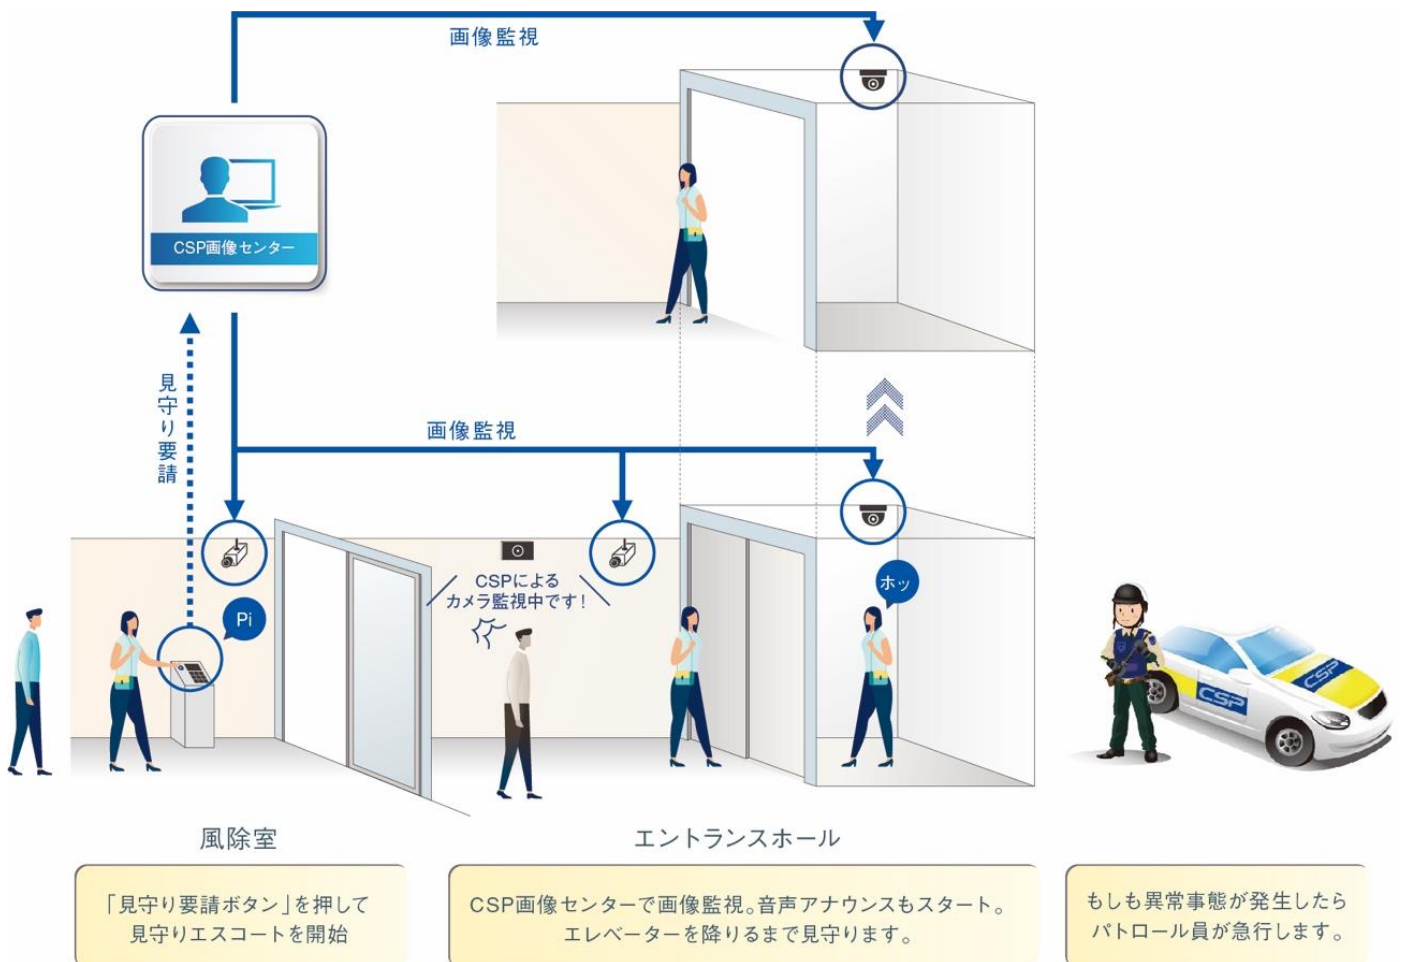 画像監視
CSP画像センター
見守り要請
画像監視
CSPによる
カメラ監視中です！
Pi
ホッ
CSP
CSP
風除室
エントランスホール
「見守り要請ボタン」を押して
見守りエスコートを開始
CSP画像センターで画像監視。音声アナウンスもスタート。
エレベーターを降りるまで見守ります。
もしも異常事態が発生したら
パトロール員が急行します。